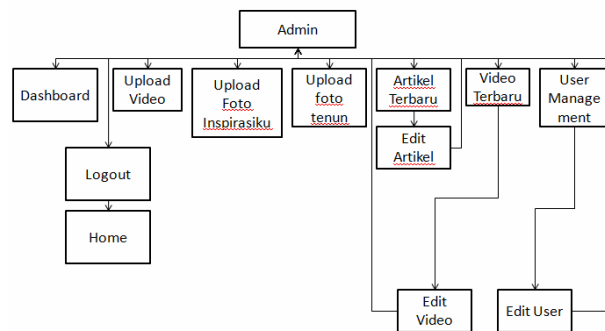 Admin
Dashboard
Upload
Video
Upload
Foto
Inspirasiku
Upload
foto
tenun
Artikel
Terbaru
Video
Terbaru
User
Manage
ment
Edit
Artikel
Logout
Home
Edit
Video
Edit User